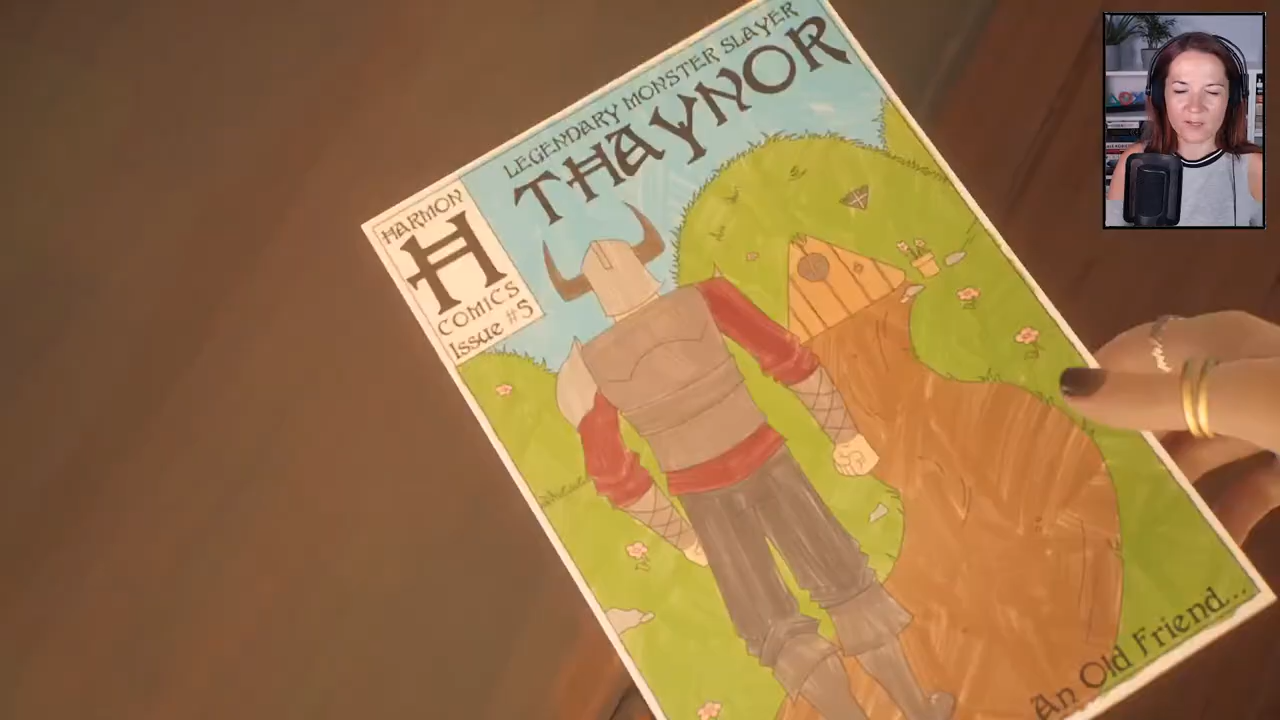 LEGENDARY MONSTER SLAYER
THAYNOR
HARMON
H
COMICS
Issue #5
An Old Friend...